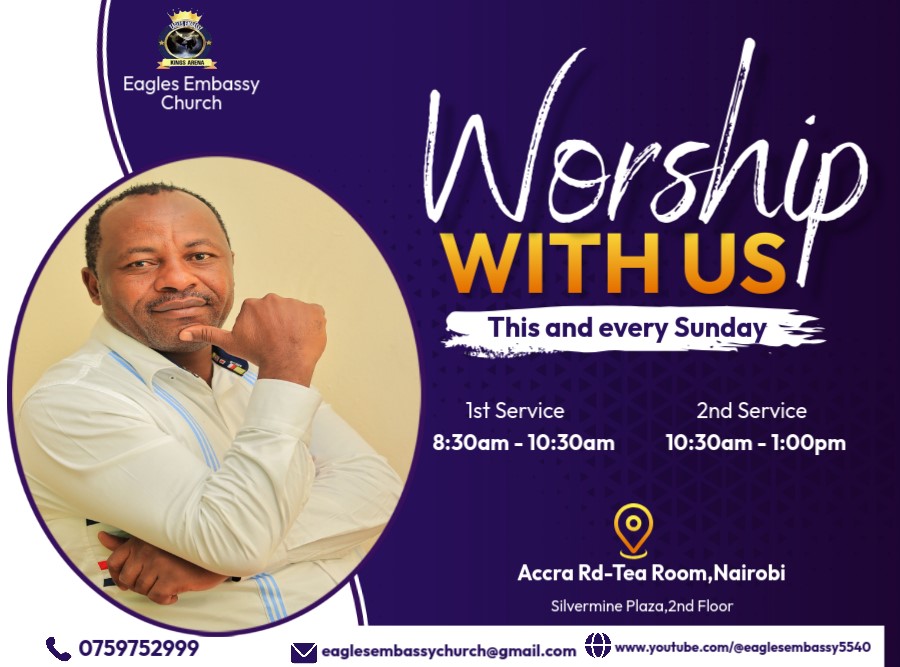 KINGS ARENA
Eagles Embassy
Church
Worship
WITH US
This and every Sunday
1st Service
8:30am - 10:30am
2nd Service
10:30am - 1:00pm
Accra Rd-Tea Room,Nairobi
Silvermine Plaza,2nd Floor
0759752999
eaglesembassychurch@gmail.com
www.youtube.com/@eaglesembassy5540